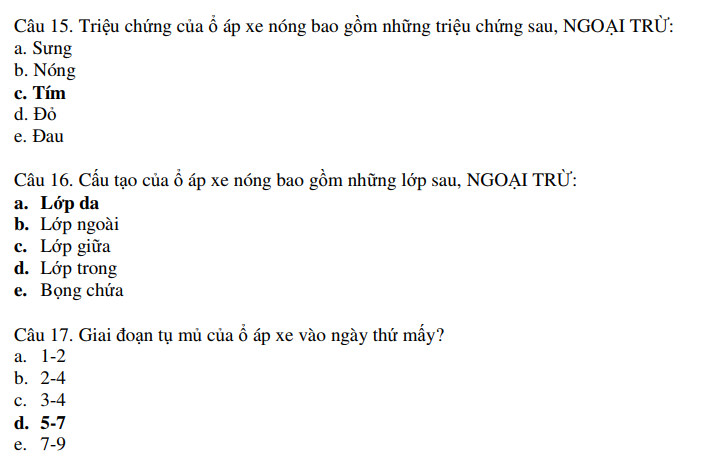 Câu 15. Triệu chứng của ổ áp xe nóng bao gồm những triệu chứng sau, NGOẠI TRỪ:
a. Sưng
b. Nóng
c. Tím
d. Đỏ
e. Đau
Câu 16. Cấu tạo của ổ áp xe nóng bao gồm những lớp sau, NGOẠI TRỪ:
a. Lớp da
b. Lớp ngoài
c. Lớp giữa
d. Lớp trong
e. Bọng chứa
Câu 17. Giai đoạn tụ mủ của ổ áp xe vào ngày thứ mấy?
a. 1-2
b. 2-4
c. 3-4
d. 5-7
e. 7-9